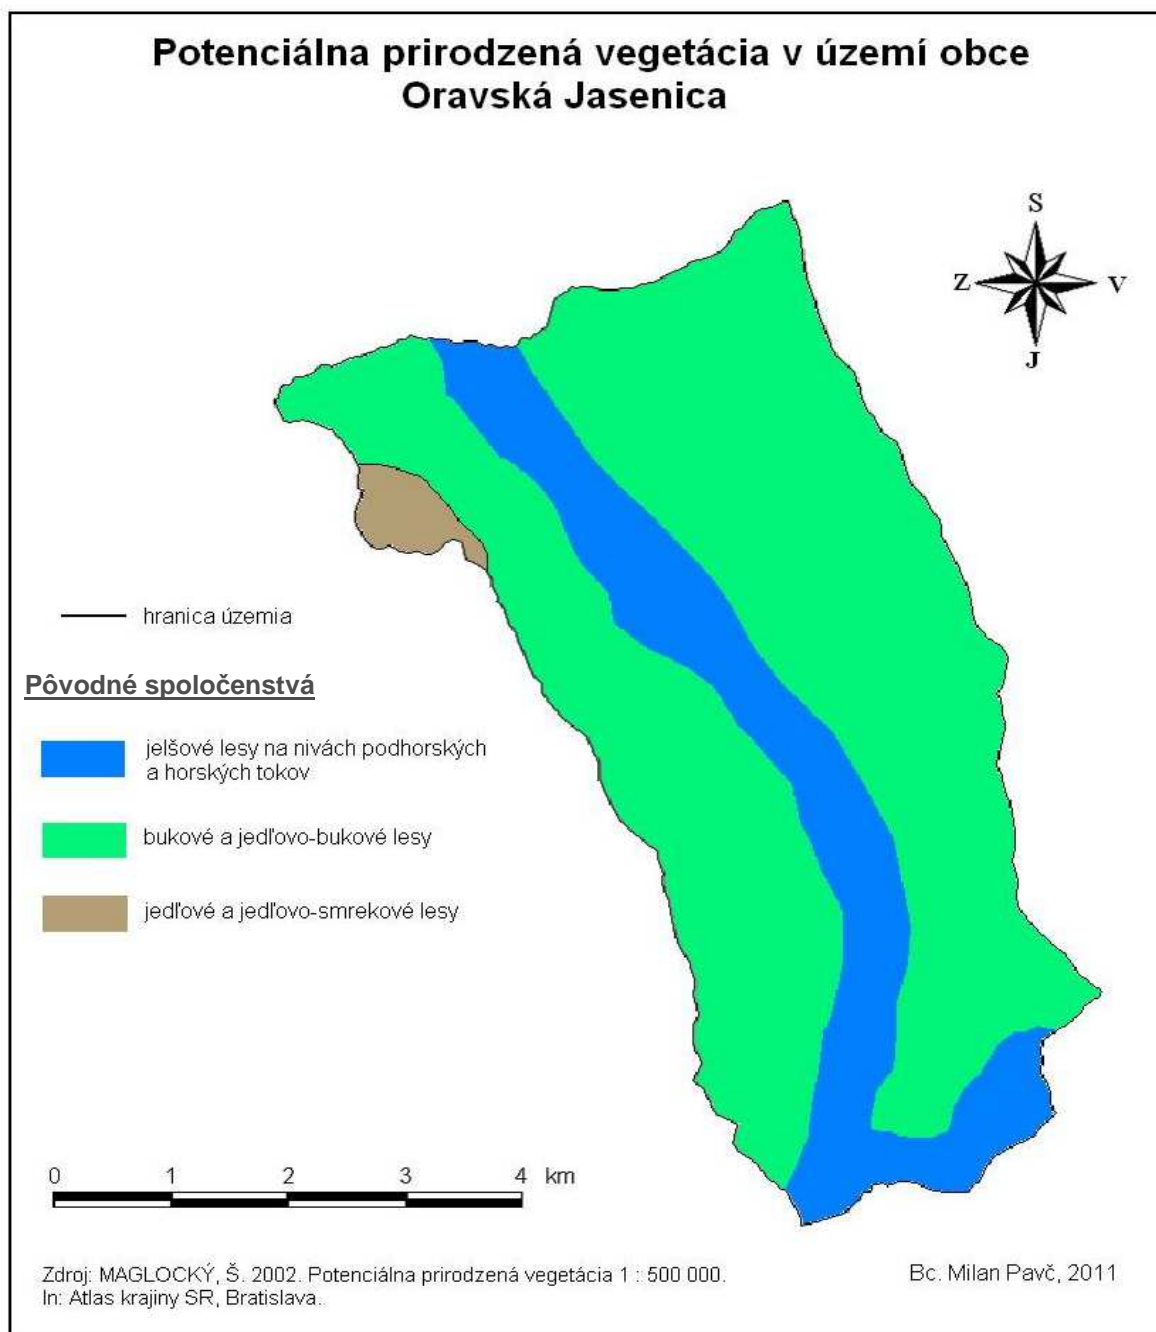 Potenciálna prirodzená vegetácia v území obce
Oravská Jasenica
S
Z
V
J
hranica územia
Pôvodné spoločenstvá
jelšové lesy na nivách podhorských
a horských tokov
bukové a jedľovo-bukové lesy
jedľové a jedľovo-smrekové lesy
0 1 2 3 4 km
Zdroj: MAGLOCKÝ, Š. 2002. Potenciálna prirodzená vegetácia 1 : 500 000.
In: Atlas krajiny SR, Bratislava.
Bc. Milan Pavč, 2011